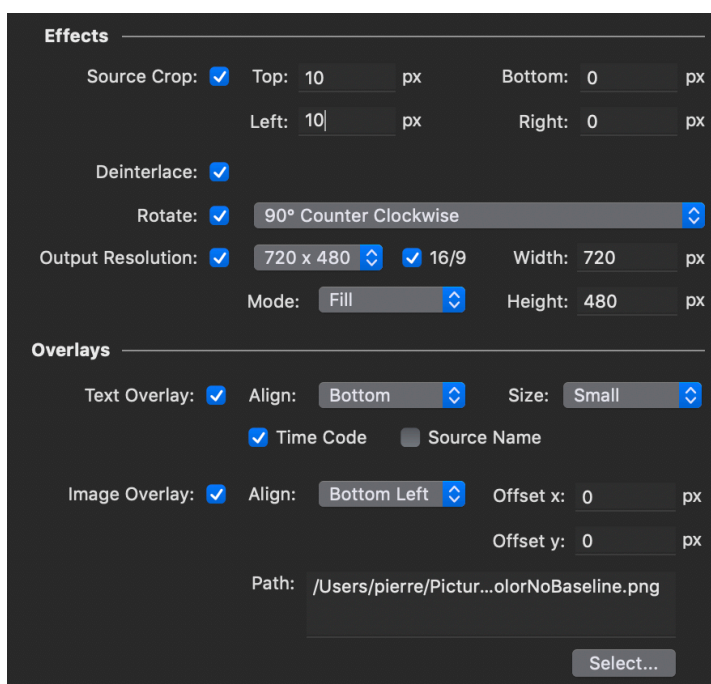 Effects
Source Crop: Top: 10 px Bottom: 0 px
Left: 10 px Right: 0 px
Deinterlace:
Rotate: 90° Counter Clockwise
Output Resolution: 720 x 480 16/9 Width: 720 px
Mode: Fill Height: 480 px
Overlays
Text Overlay: Align: Bottom Size: Small
Time Code Source Name
Image Overlay: Align: Bottom Left Offset x: 0 px
Offset y: 0 px
Path: /Users/pierre/Pictur...olorNoBaseline.png
Select...